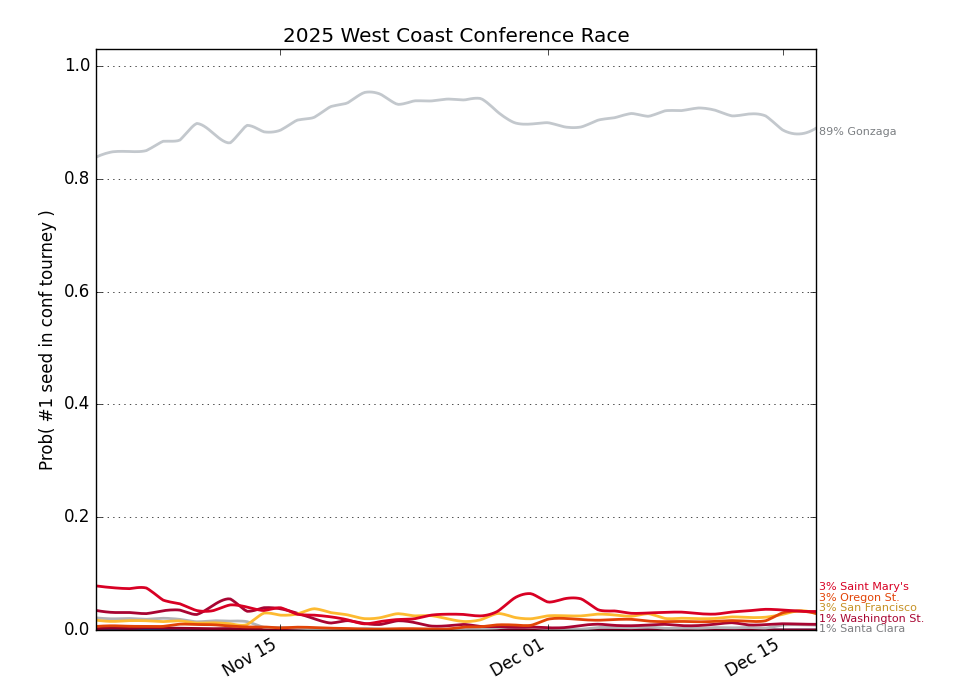 2025 West Coast Conference Race
Prob( #1 seed in conf tourney )
1.0
0.8
0.6
0.4
0.2
0.0
Nov 15
Dec 01
Dec 15
89% Gonzaga
3% Saint Mary's
3% Oregon St.
3% San Francisco
1% Washington St.
1% Santa Clara